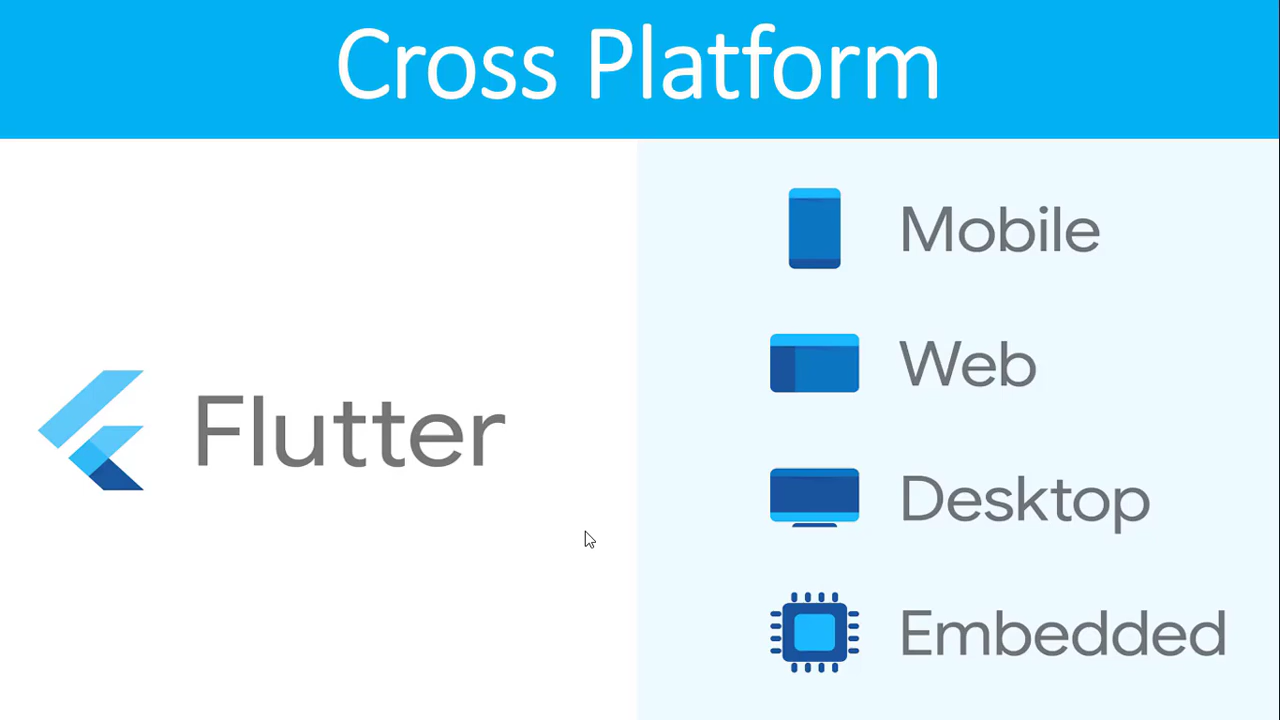 Cross Platform
Flutter
Mobile
Web
Desktop
Embedded